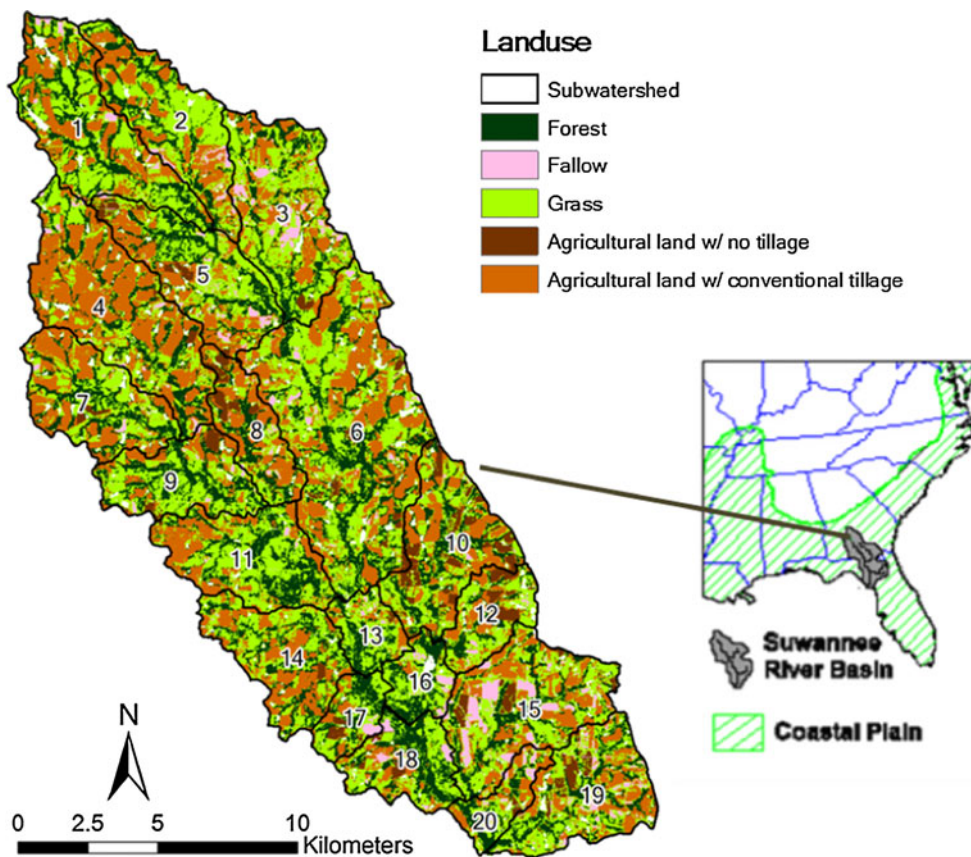 Landuse
Subwatershed
Forest
Fallow
Grass
Agricultural land w/ no tillage
Agricultural land w/ conventional tillage
1
2
3
5
4
7
8
6
9
10
11
12
13
14
16
15
17
18
19
20
Suwannee
River Basin
Coastal Plain
N
0 2.5 5 10
Kilometers